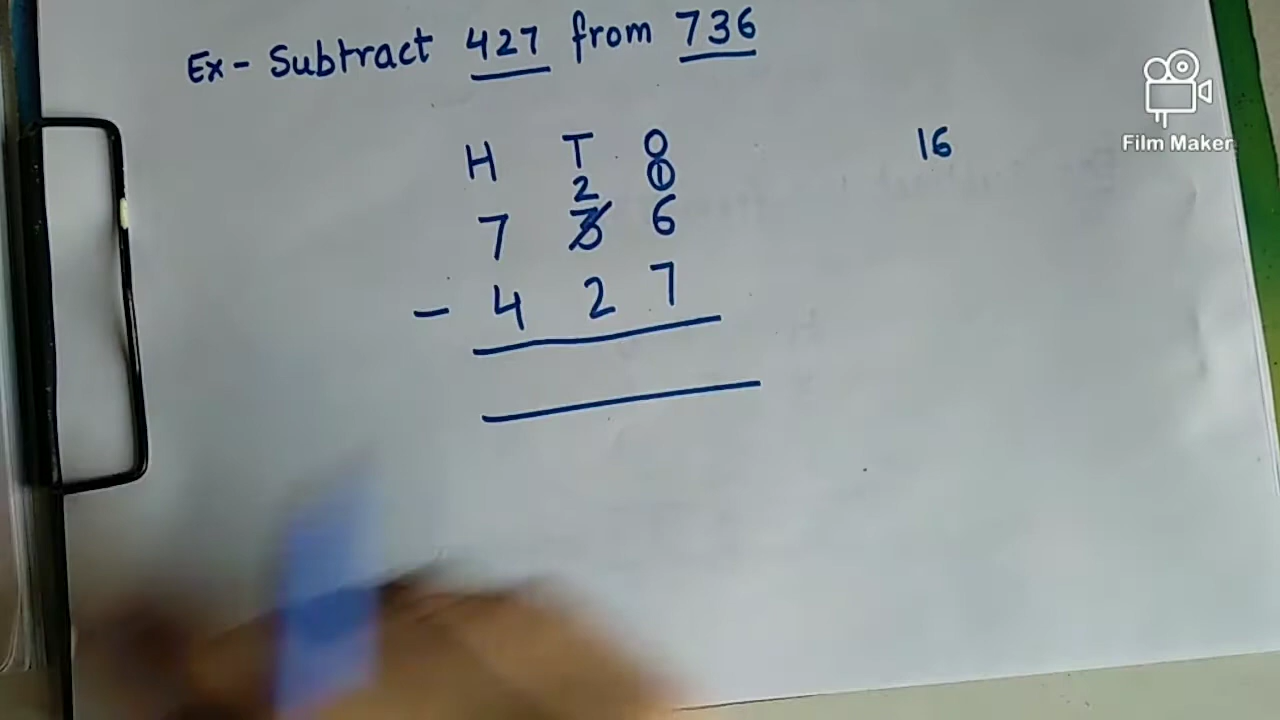 Ex- Subtract 427 from 736
H T O
2 1
7 3 6
- 4 2 7
16
Film Maker